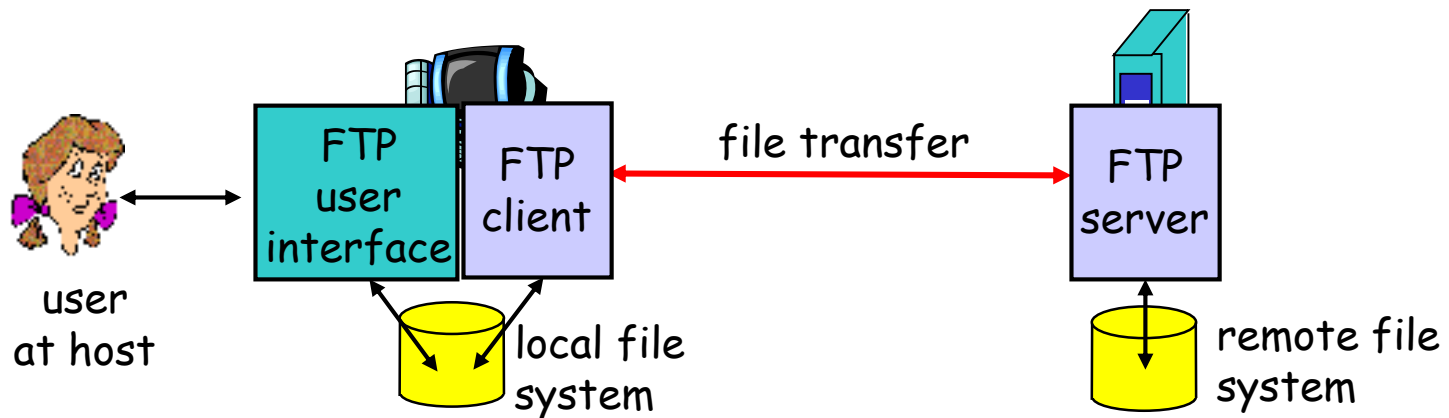 FTP
user
interface
FTP
client
file transfer
FTP
server
user
at host
local file
system
remote file
system